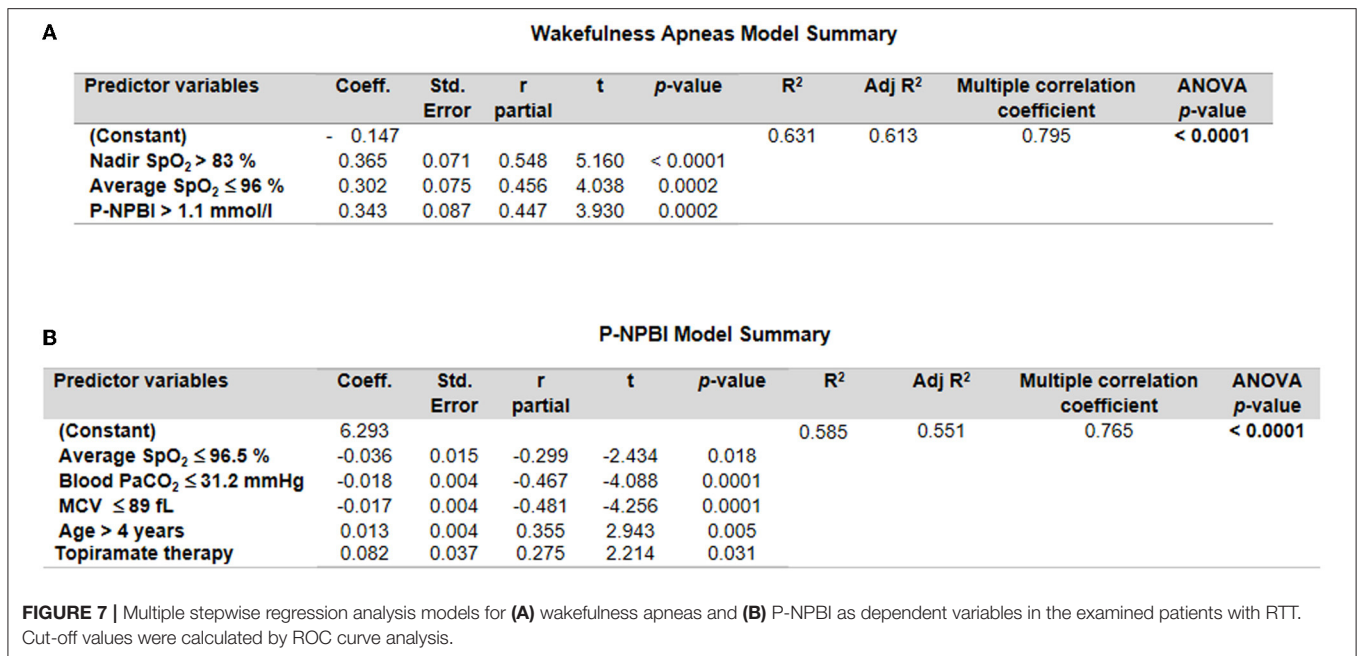 A
Wakefulness Apneas Model Summary
Predictor variables Coeff. Std. Error r partial t p-value R² Adj R² Multiple correlation coefficient ANOVA p-value
(Constant) - 0.147 0.631 0.613 0.795 < 0.0001
Nadir SpO₂ > 83 % 0.365 0.071 0.548 5.160 < 0.0001
Average SpO₂ ≤ 96 % 0.302 0.075 0.456 4.038 0.0002
P-NPBI > 1.1 mmol/l 0.343 0.087 0.447 3.930 0.0002
B
P-NPBI Model Summary
Predictor variables Coeff. Std. Error r partial t p-value R² Adj R² Multiple correlation coefficient ANOVA p-value
(Constant) 6.293 0.585 0.551 0.765 < 0.0001
Average SpO₂ ≤ 96.5 % -0.036 0.015 -0.299 -2.434 0.018
Blood PaCO₂ ≤ 31.2 mmHg -0.018 0.004 -0.467 -4.088 0.0001
MCV ≤ 89 fL -0.017 0.004 -0.481 -4.256 0.0001
Age > 4 years 0.013 0.004 0.355 2.943 0.005
Topiramate therapy 0.082 0.037 0.275 2.214 0.031
FIGURE 7 | Multiple stepwise regression analysis models for (A) wakefulness apneas and (B) P-NPBI as dependent variables in the examined patients with RTT.
Cut-off values were calculated by ROC curve analysis.